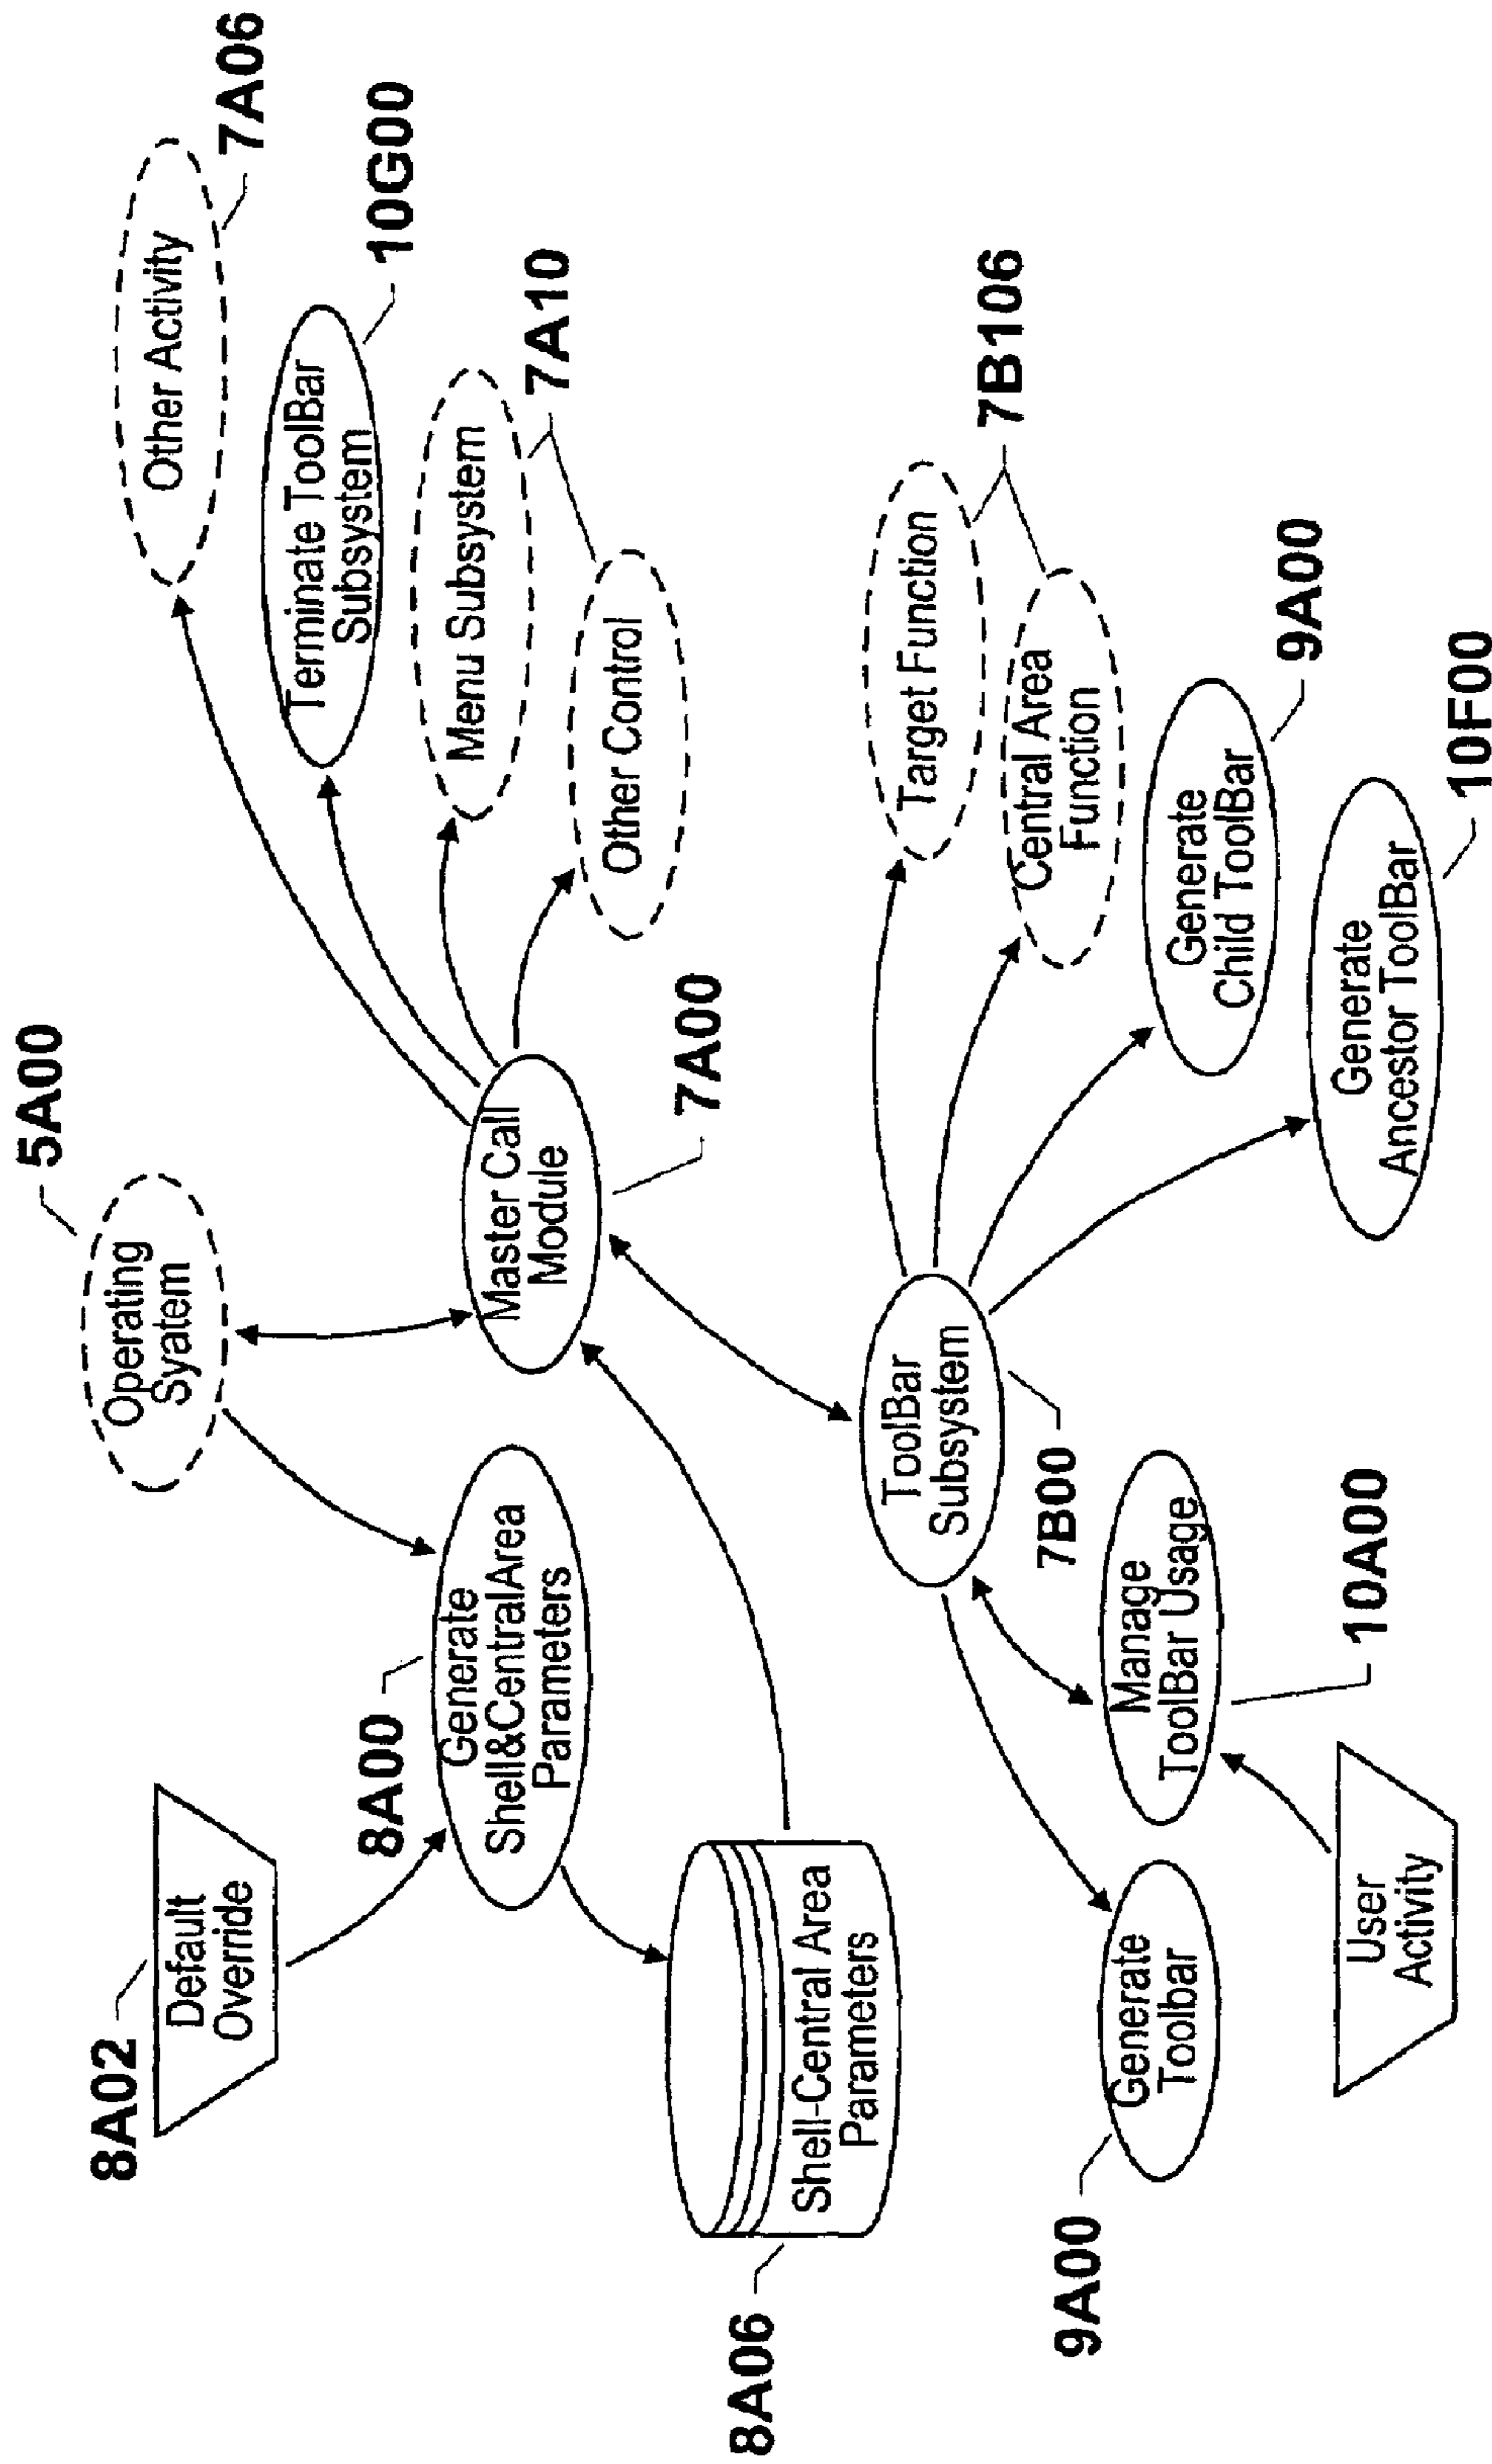 5A00
7A06
Operating
Syatem
Other Activity
8A02
Default
Override
10G00
Terminate ToolBar
Subsystem
8A00
Generate
Shell&CentralArea
Parameters
Master Call
Module
Menu Subsystem
7A10
Other Control
7A00
8A06
Shell-Central Area
Parameters
ToolBar
Subsystem
7B00
Target Function
7B106
Central Area
Function
9A00
Generate
Toolbar
Manage
ToolBar Usage
10A00
Generate
Child ToolBar
9A00
User
Activity
Generate
Ancestor ToolBar
10F00